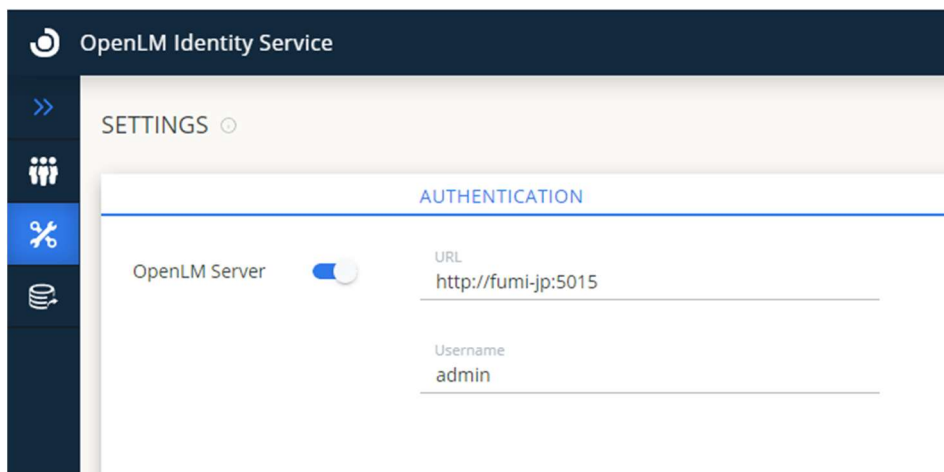 OpenLM Identity Service
SETTINGS
AUTHENTICATION
OpenLM Server
URL
http://fumi-jp:5015
Username
admin